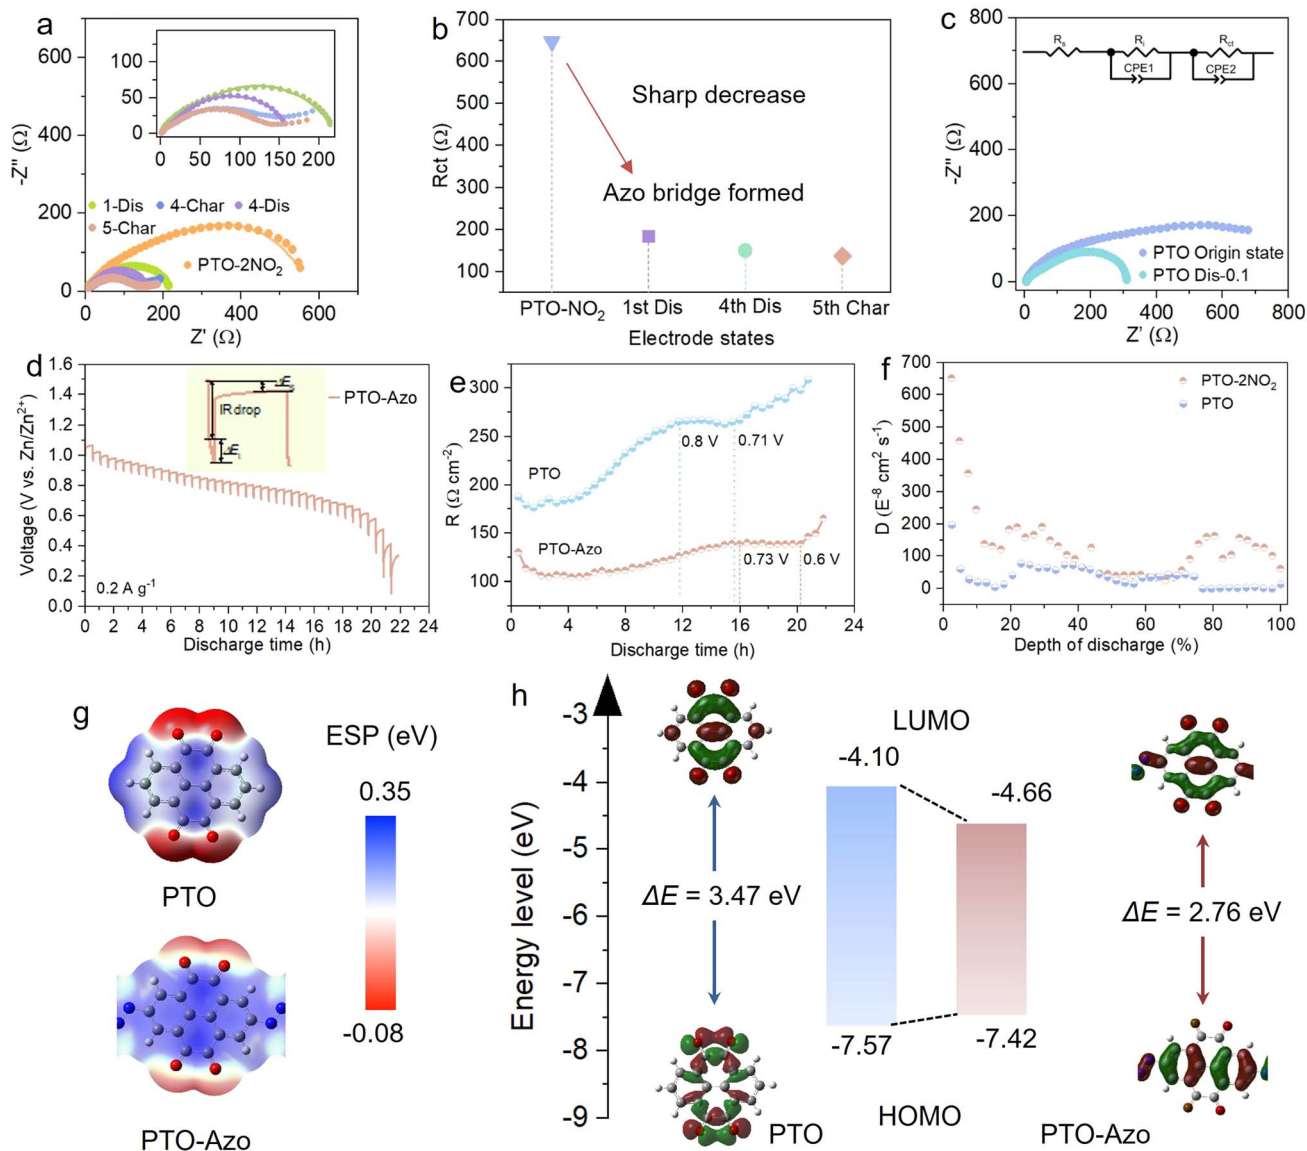 a
-Z'' (Ω)
600
400
200
0
100
50
0
0 50 100 150 200
1-Dis 4-Char 4-Dis
5-Char
PTO-2NO₂
0 200 400 600
Z' (Ω)
b
Rct (Ω)
700
600
500
400
300
200
100
Sharp decrease
Azo bridge formed
PTO-NO₂ 1st Dis 4th Dis 5th Char
Electrode states
c
-Z'' (Ω)
800
600
400
200
0
Rₛ Rᵢ R_ct
CPE1 CPE2
PTO Origin state
PTO Dis-0.1
0 200 400 600 800
Z' (Ω)
d
Voltage (V vs. Zn/Zn²⁺)
1.6
1.4
1.2
1.0
0.8
0.6
0.4
0.2
0.0
IR drop
PTO-Azo
0.2 A g⁻¹
0 2 4 6 8 10 12 14 16 18 20 22 24
Discharge time (h)
e
R (Ω cm⁻²)
300
250
200
150
100
PTO
0.8 V 0.71 V
PTO-Azo
0.73 V 0.6 V
0 4 8 12 16 20 24
Discharge time (h)
f
D (E⁻⁸ cm² s⁻¹)
700
600
500
400
300
200
100
0
PTO-2NO₂
PTO
0 20 40 60 80 100
Depth of discharge (%)
g
ESP (eV)
0.35
-0.08
PTO
PTO-Azo
h
Energy level (eV)
-3
-4
-5
-6
-7
-8
-9
LUMO
-4.10
-4.66
ΔE = 3.47 eV
ΔE = 2.76 eV
-7.57
-7.42
HOMO
PTO
PTO-Azo